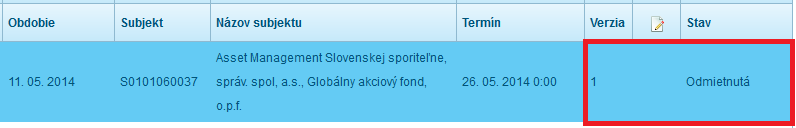 Obdobie Subjekt Názov subjektu Termín Verzia Stav
11. 05. 2014 S0101060037 Asset Management Slovenskej sporiteľne, správ. spol, a.s., Globálny akciový fond, o.p.f. 26. 05. 2014 0:00 1 Odmietnutá